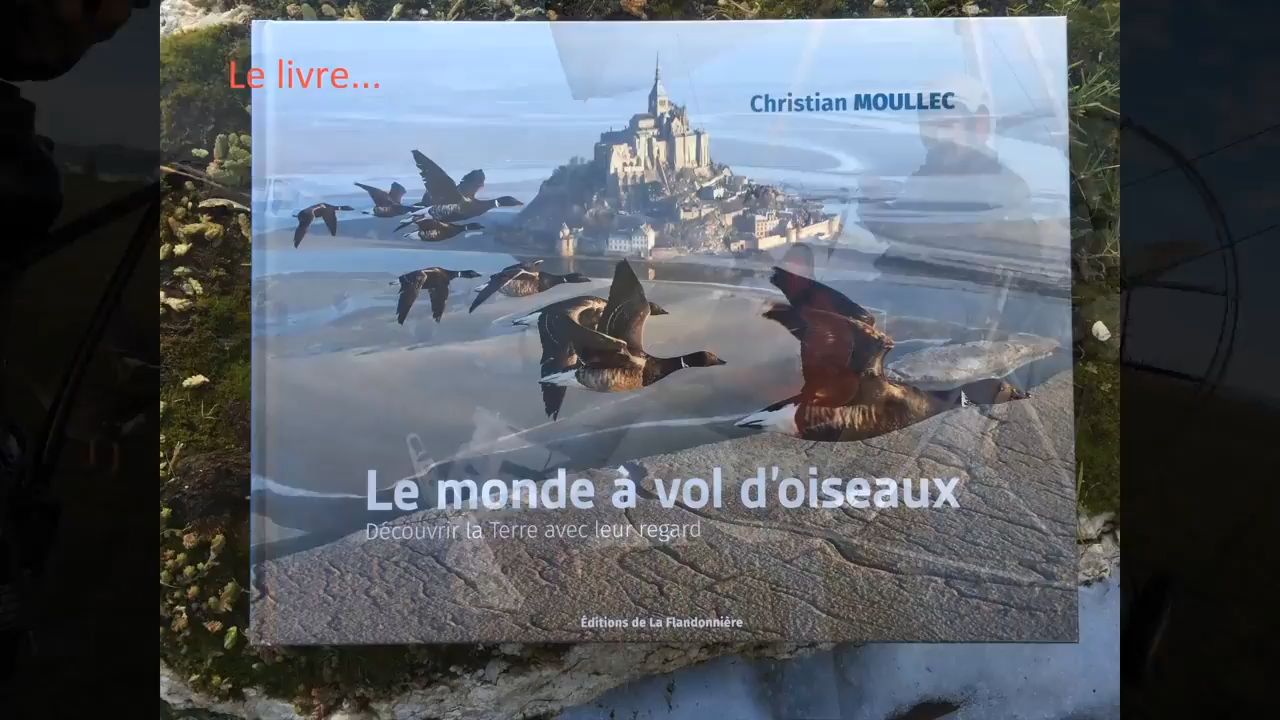 Le livre...
Christian MOULLEC
Le monde à vol d'oiseaux
Découvrir la Terre avec leur regard
Éditions de La Flandonnière